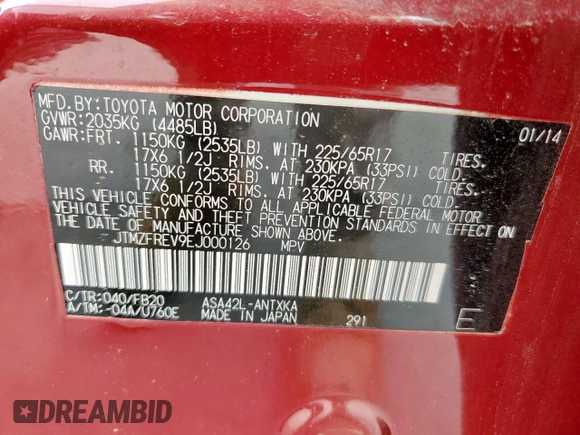 MFD.BY:TOYOTA MOTOR CORPORATION 01/14
GVWR:2035KG (4485LB)
GAWR:FRT. 1150KG (2535LB) WITH 225/65R17 TIRES.
17X6 1/2J RIMS. AT 230KPA (33PSI) COLD.
RR. 1150KG (2535LB) WITH 225/65R17 TIRES.
17X6 1/2J RIMS. AT 230KPA (33PSI) COLD.
THIS VEHICLE CONFORMS TO ALL APPLICABLE FEDERAL MOTOR
VEHICLE SAFETY AND THEFT PREVENTION STANDARDS IN EFFECT ON
THE DATE OF MANUFACTURE SHOWN ABOVE.
JTMZFREV9EJ000126 MPV
C/TR:040/FB20 ASA42L-ANTXKA
A/TM:-04A/U760E MADE IN JAPAN 291 E
DREAMBID